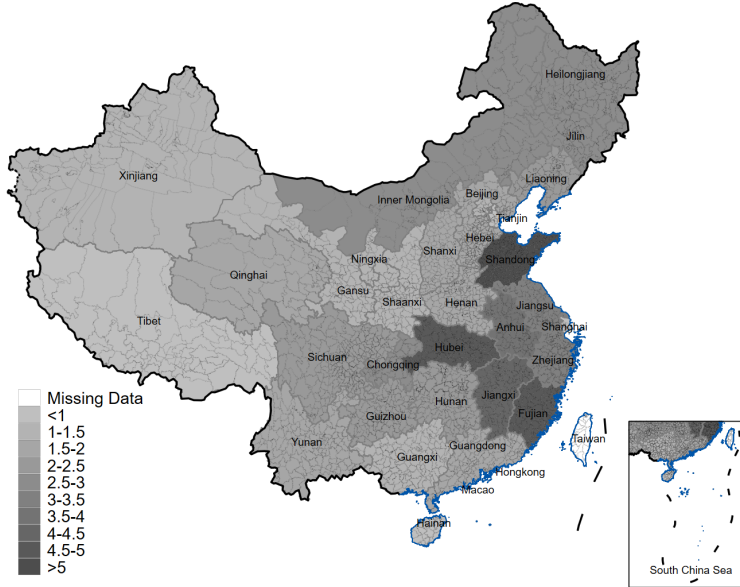 Heilongjiang
Jilin
Xinjiang
Liaoning
Beijing
Inner Mongolia
Tianjin
Hebei
Shanxi
Shandong
Ningxia
Qinghai
Gansu
Shaanxi
Henan
Jiangsu
Tibet
Anhui
Shanghai
Hubei
Sichuan
Chongqing
Zhejiang
Jiangxi
Hunan
Fujian
Guizhou
Yunan
Guangdong
Taiwan
Guangxi
Hongkong
Macao
Hainan
Missing Data
<1
1-1.5
1.5-2
2-2.5
2.5-3
3-3.5
3.5-4
4-4.5
4.5-5
>5
South China Sea